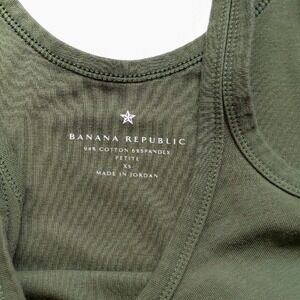 BANANA REPUBLIC
94% COTTON 6% SPANDEX
PETITE
XS
MADE IN JORDAN